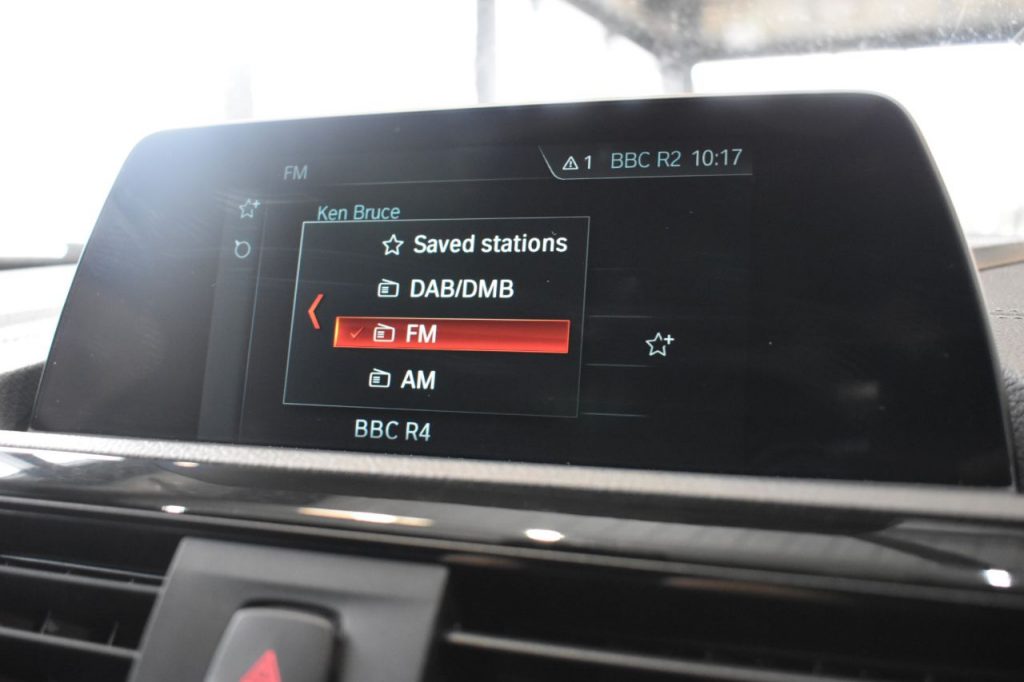 FM
1 BBC R2 10:17
Ken Bruce
Saved stations
DAB/DMB
FM
AM
BBC R4